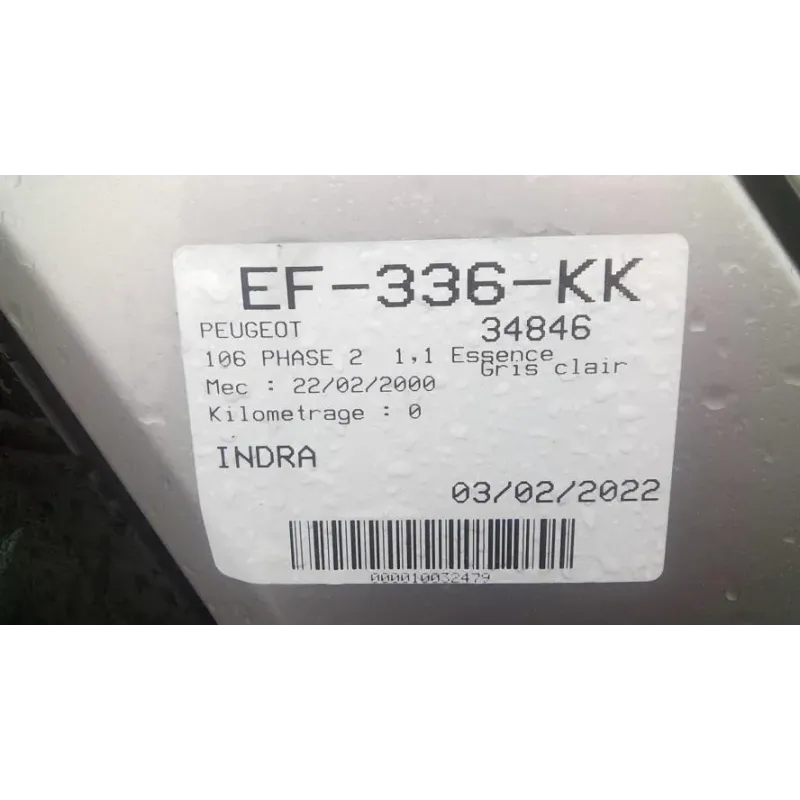 EF-336-KK
PEUGEOT 34846
106 PHASE 2 1,1 Essence
Gris clair
Mec : 22/02/2000
Kilometrage : 0
INDRA
03/02/2022
000010032479